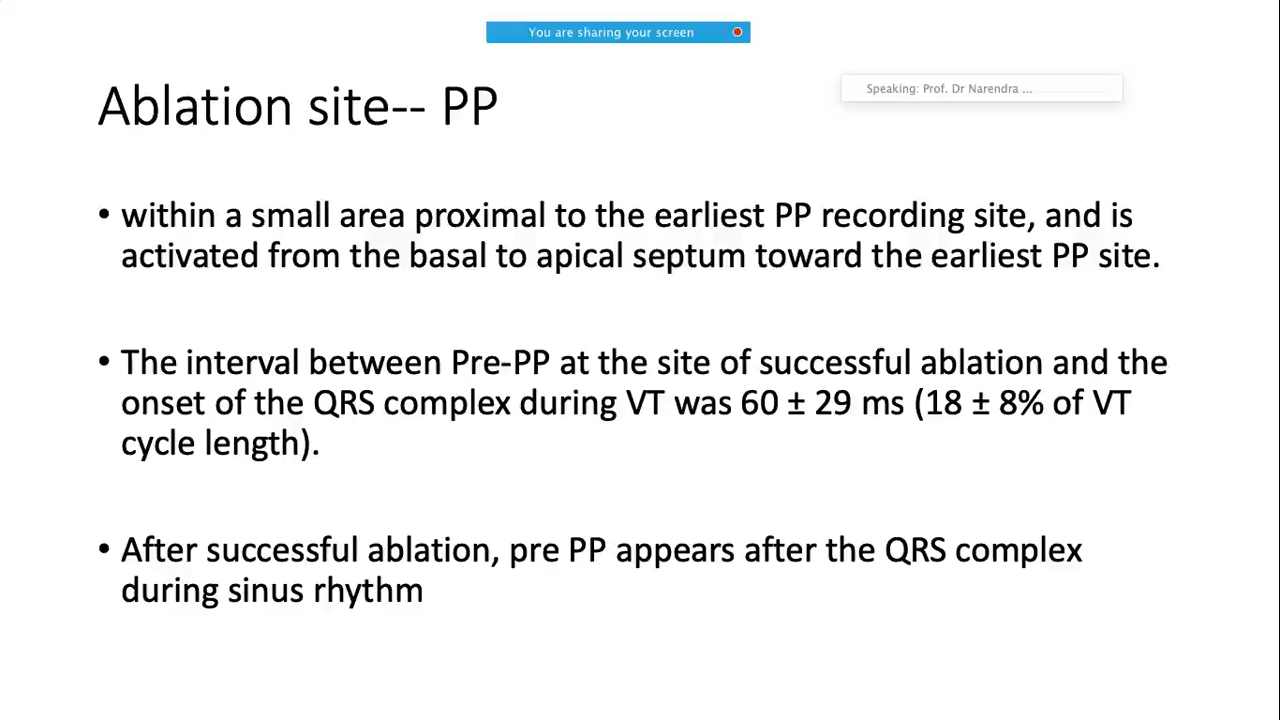 You are sharing your screen
Speaking: Prof. Dr Narendra ...
Ablation site-- PP
• within a small area proximal to the earliest PP recording site, and is
activated from the basal to apical septum toward the earliest PP site.
• The interval between Pre-PP at the site of successful ablation and the
onset of the QRS complex during VT was 60 ± 29 ms (18 ± 8% of VT
cycle length).
• After successful ablation, pre PP appears after the QRS complex
during sinus rhythm